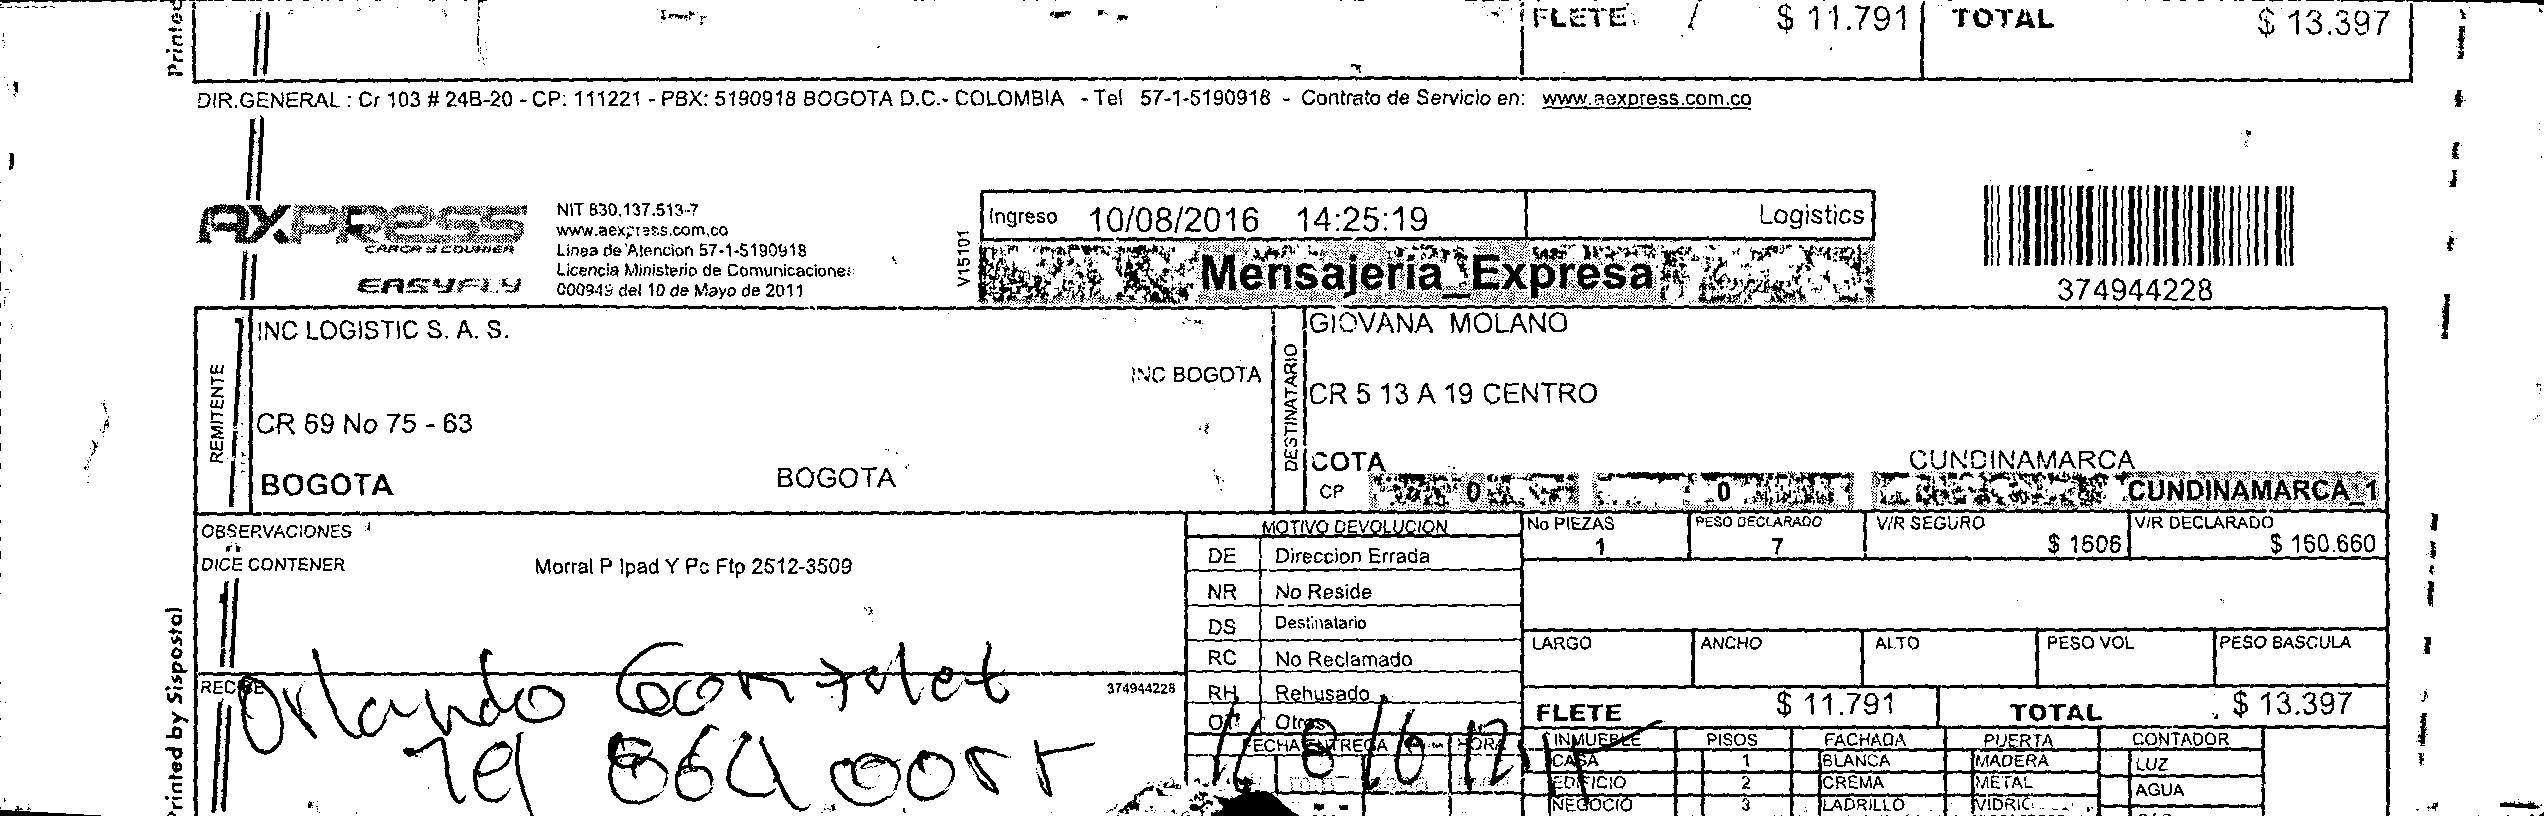 Printed
FLETE $ 11.791 TOTAL $ 13.397
DIR.GENERAL : Cr 103 # 24B-20 - CP: 111221 - PBX: 5190918 BOGOTA D.C.- COLOMBIA - Tel 57-1-5190918 - Contrato de Servicio en: www.aexpress.com.co
AXPRESS
CARGA Y COURIER
EASYFLY
NIT 830.137.513-7
www.aexpress.com.co
Linea de Atencion 57-1-5190918
Licencia Ministerio de Comunicaciones
000949 del 10 de Mayo de 2011
V15101
Ingreso 10/08/2016 14:25:19 Logistics
Mensajeria_Expresa
374944228
REMITENTE
INC LOGISTIC S. A. S.
INC BOGOTA
CR 69 No 75 - 63
BOGOTA BOGOTA
DESTINATARIO
GIOVANA MOLANO
CR 5 13 A 19 CENTRO
COTA CUNDINAMARCA
CP 0 0 CUNDINAMARCA_1
OBSERVACIONES
DICE CONTENER Morral P Ipad Y Pc Ftp 2512-3509
MOTIVO DEVOLUCION
DE Direccion Errada
NR No Reside
DS Destinatario
RC No Reclamado
RH Rehusado
OT Otros
No PIEZAS PESO DECLARADO V/R SEGURO V/R DECLARADO
1 7 $ 1606 $ 160.660
LARGO ANCHO ALTO PESO VOL PESO BASCULA
FLETE $ 11.791 TOTAL $ 13.397
RECIBE 374944228
Orlando Gonzalez
Tel 864
FECHA ENTREGA HORA
INMUEBLE PISOS FACHADA PUERTA CONTADOR
CASA 1 BLANCA MADERA LUZ
EDIFICIO 2 CREMA METAL AGUA
NEGOCIO 3 LADRILLO VIDRIO
Printed by Sispostal